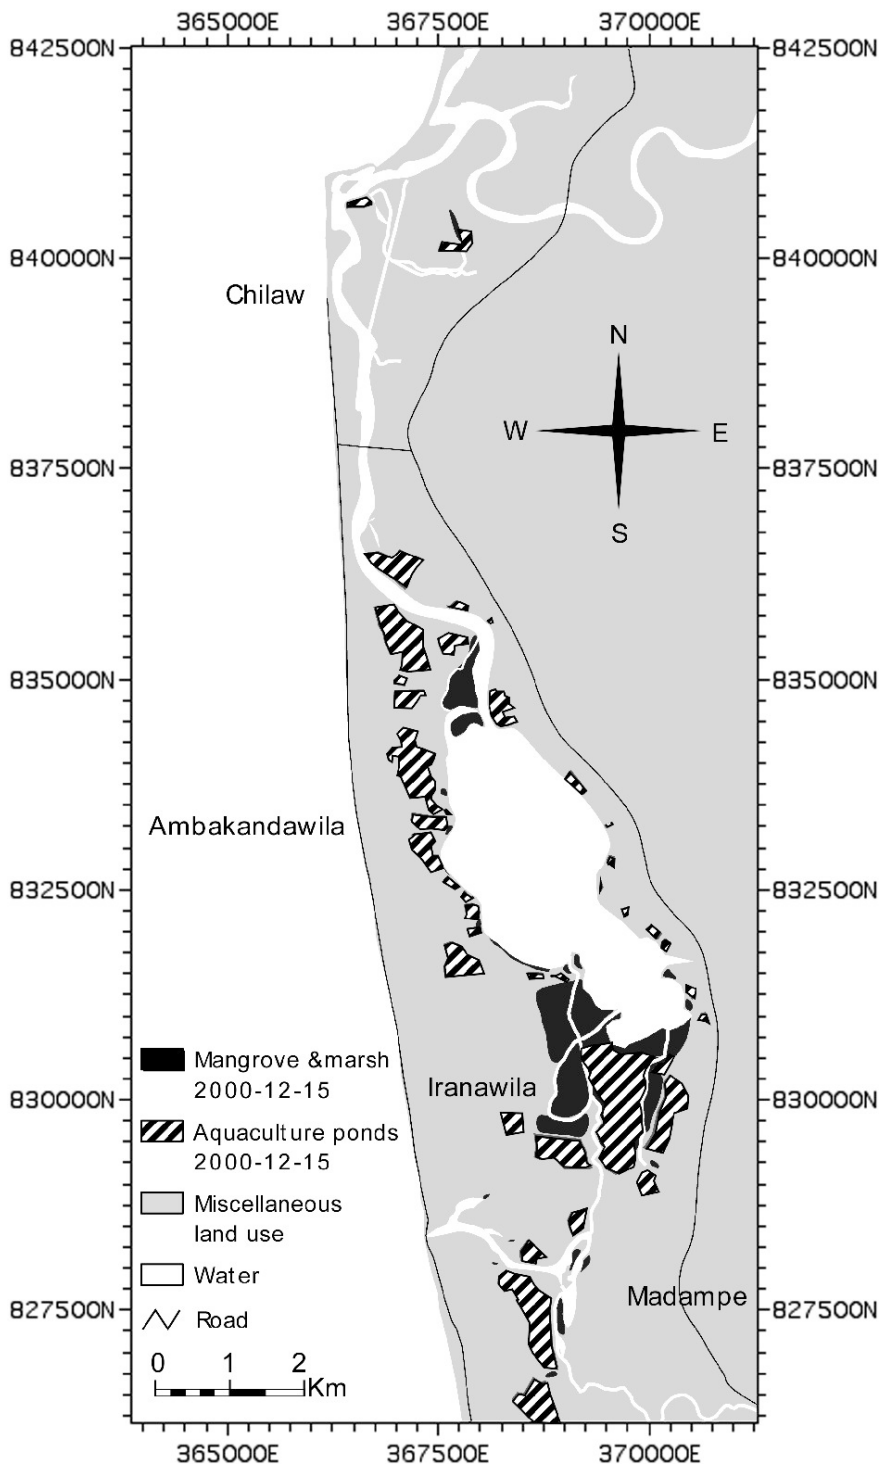 365000E 367500E 370000E
842500N 842500N
840000N 840000N
Chilaw
N
W E
S
837500N 837500N
835000N 835000N
Ambakandawila
832500N 832500N
Mangrove &marsh
2000-12-15
Iranawila
830000N 830000N
Aquaculture ponds
2000-12-15
Miscellaneous
land use
Water
Madampe
827500N 827500N
Road
0 1 2
Km
365000E 367500E 370000E